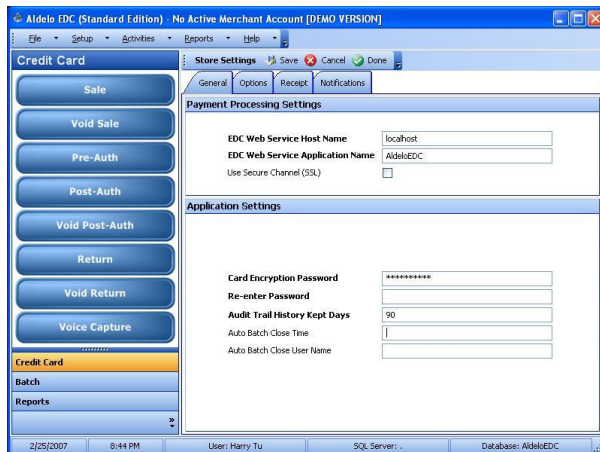 Aldelo EDC (Standard Edition) - No Active Merchant Account [DEMO VERSION]
File Setup Activities Reports Help
Credit Card
Store Settings Save Cancel Done
General Options Receipt Notifications
Sale
Void Sale
Pre-Auth
Post-Auth
Void Post-Auth
Return
Void Return
Voice Capture
Credit Card
Batch
Reports
Payment Processing Settings
EDC Web Service Host Name localhost
EDC Web Service Application Name AldeloEDC
Use Secure Channel (SSL)
Application Settings
Card Encryption Password **********
Re-enter Password
Audit Trail History Kept Days 90
Auto Batch Close Time
Auto Batch Close User Name
2/25/2007 8:44 PM User: Harry Tu SQL Server: . Database: AldeloEDC